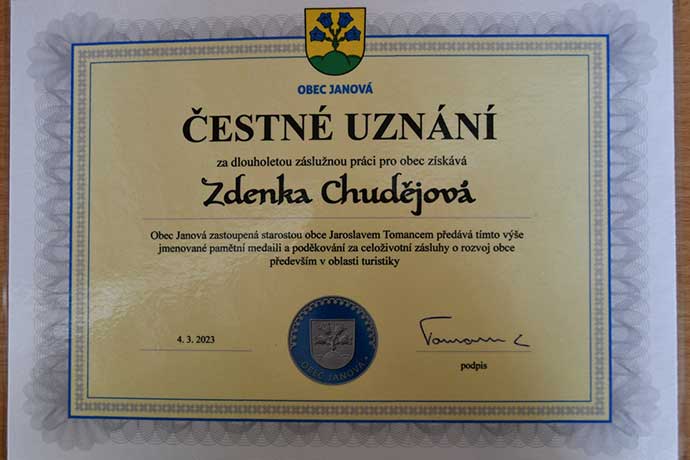 OBEC JANOVÁ
ČESTNÉ UZNÁNÍ
za dlouholetou záslužnou práci pro obec získává
Zdenka Chudějová
Obec Janová zastoupená starostou obce Jaroslavem Tomancem předává tímto výše
jmenované pamětní medaili a poděkování za celoživotní zásluhy o rozvoj obce
především v oblasti turistiky
4. 3. 2023
OBEC JANOVÁ
Tomanec
podpis